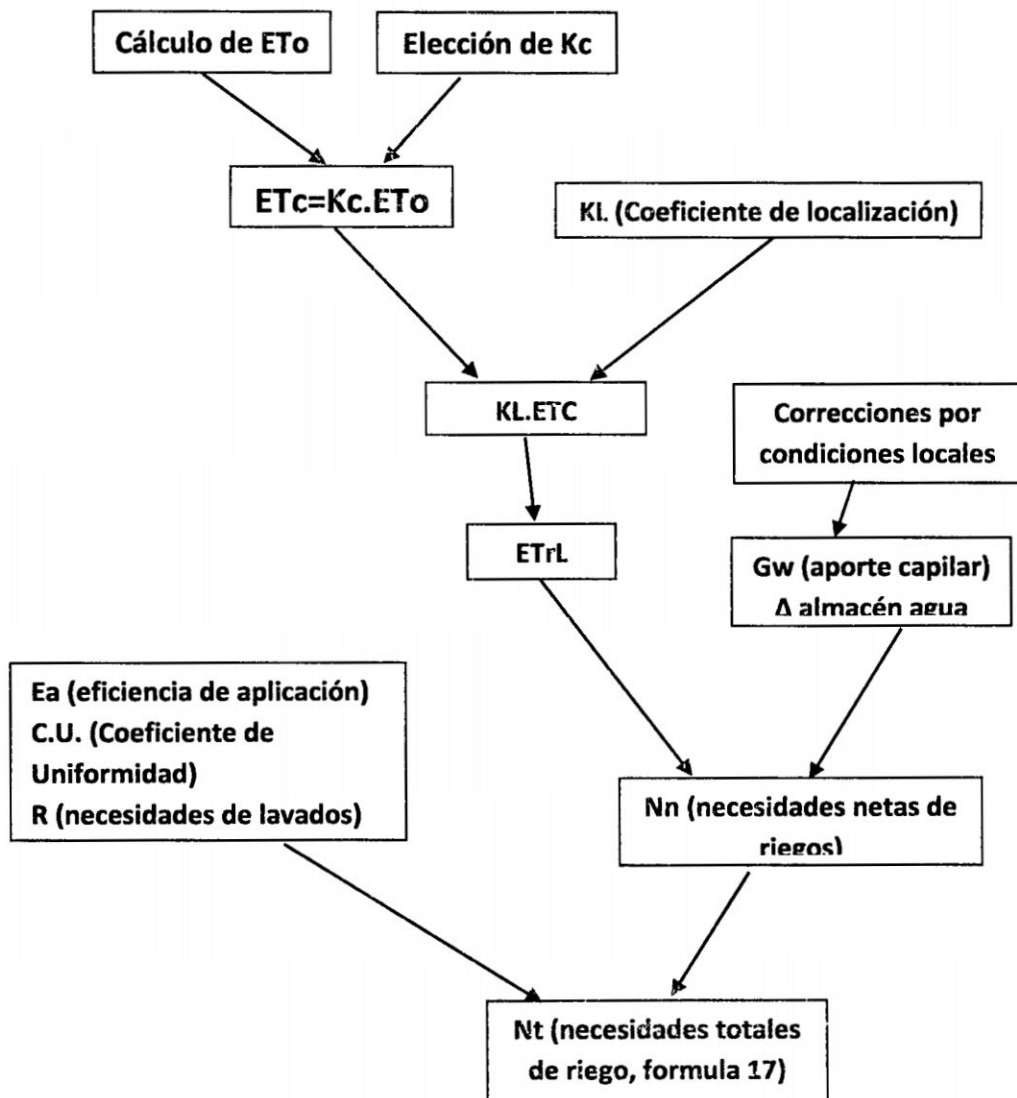 Cálculo de ETo
Elección de Kc
ETc=Kc.ETo
Kl. (Coeficiente de localización)
KL.ETC
Correcciones por
condiciones locales
ETrL
Gw (aporte capilar)
Δ almacén agua
Ea (eficiencia de aplicación)
C.U. (Coeficiente de
Uniformidad)
R (necesidades de lavados)
Nn (necesidades netas de
riegos)
Nt (necesidades totales
de riego, formula 17)